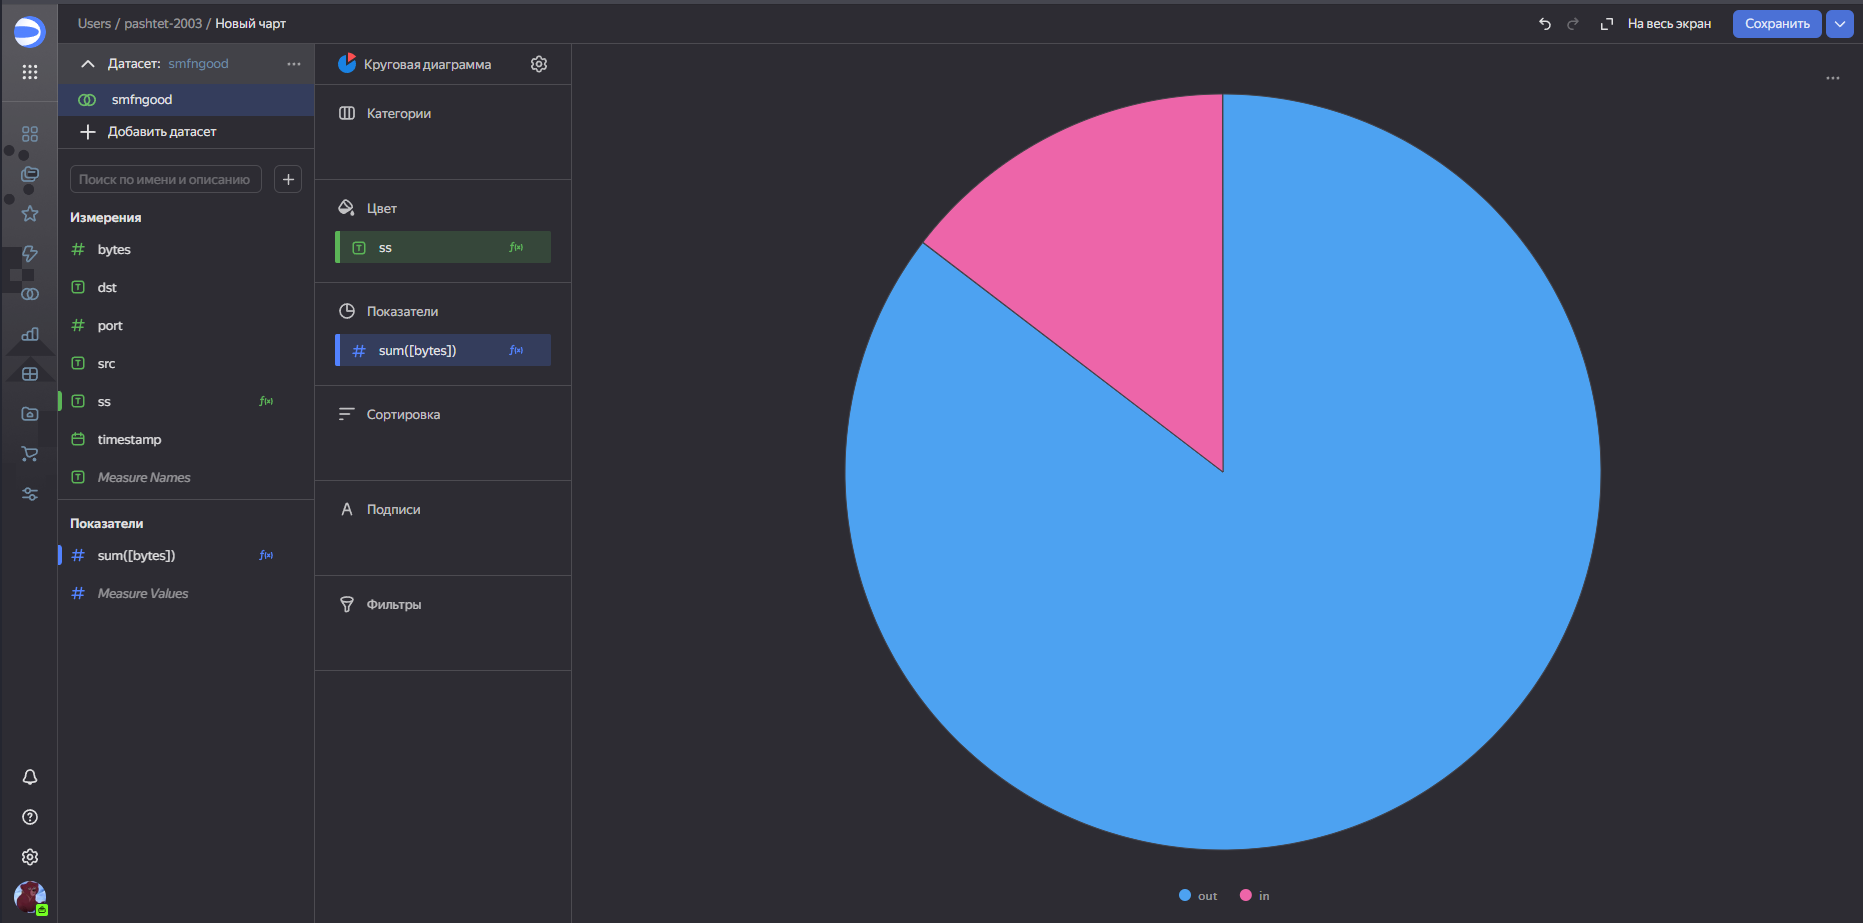 Users / pashtet-2003 / Новый чарт
На весь экран
Сохранить
Датасет: smfngood
smfngood
Добавить датасет
Поиск по имени и описанию
Измерения
bytes
dst
port
src
ss
timestamp
Measure Names
Показатели
sum([bytes])
Measure Values
Круговая диаграмма
Категории
Цвет
ss
Показатели
sum([bytes])
Сортировка
Подписи
Фильтры
out
in